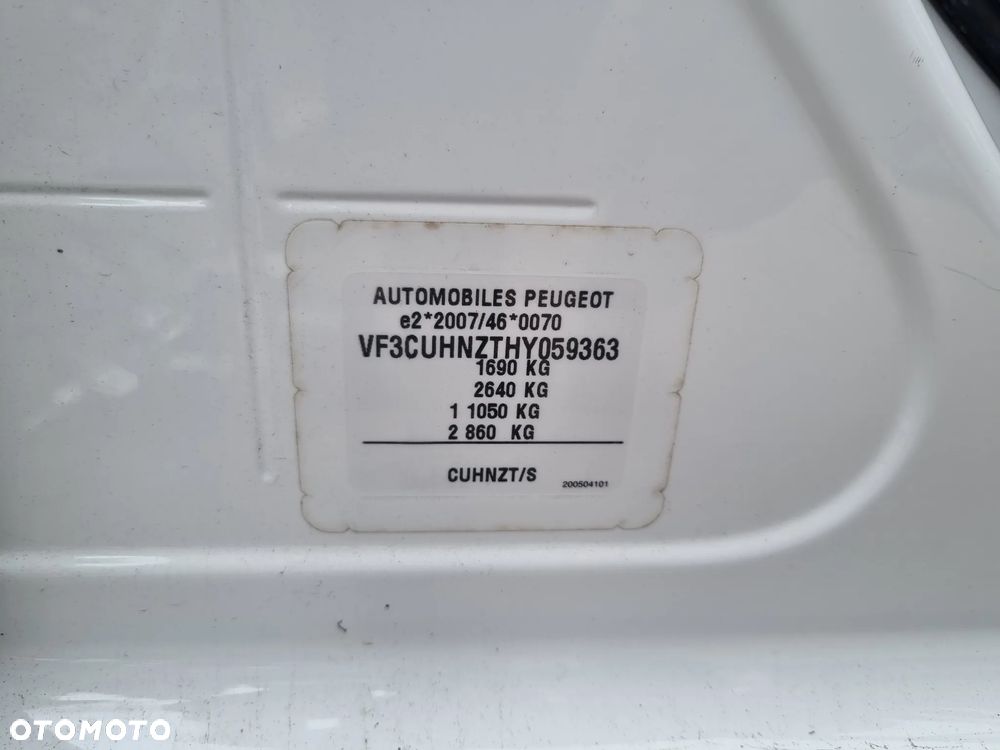 AUTOMOBILES PEUGEOT
e2*2007/46*0070
VF3CUHNZTHY059363
1690 KG
2640 KG
1 1050 KG
2 860 KG
CUHNZT/S
200504101
OTOMOTO